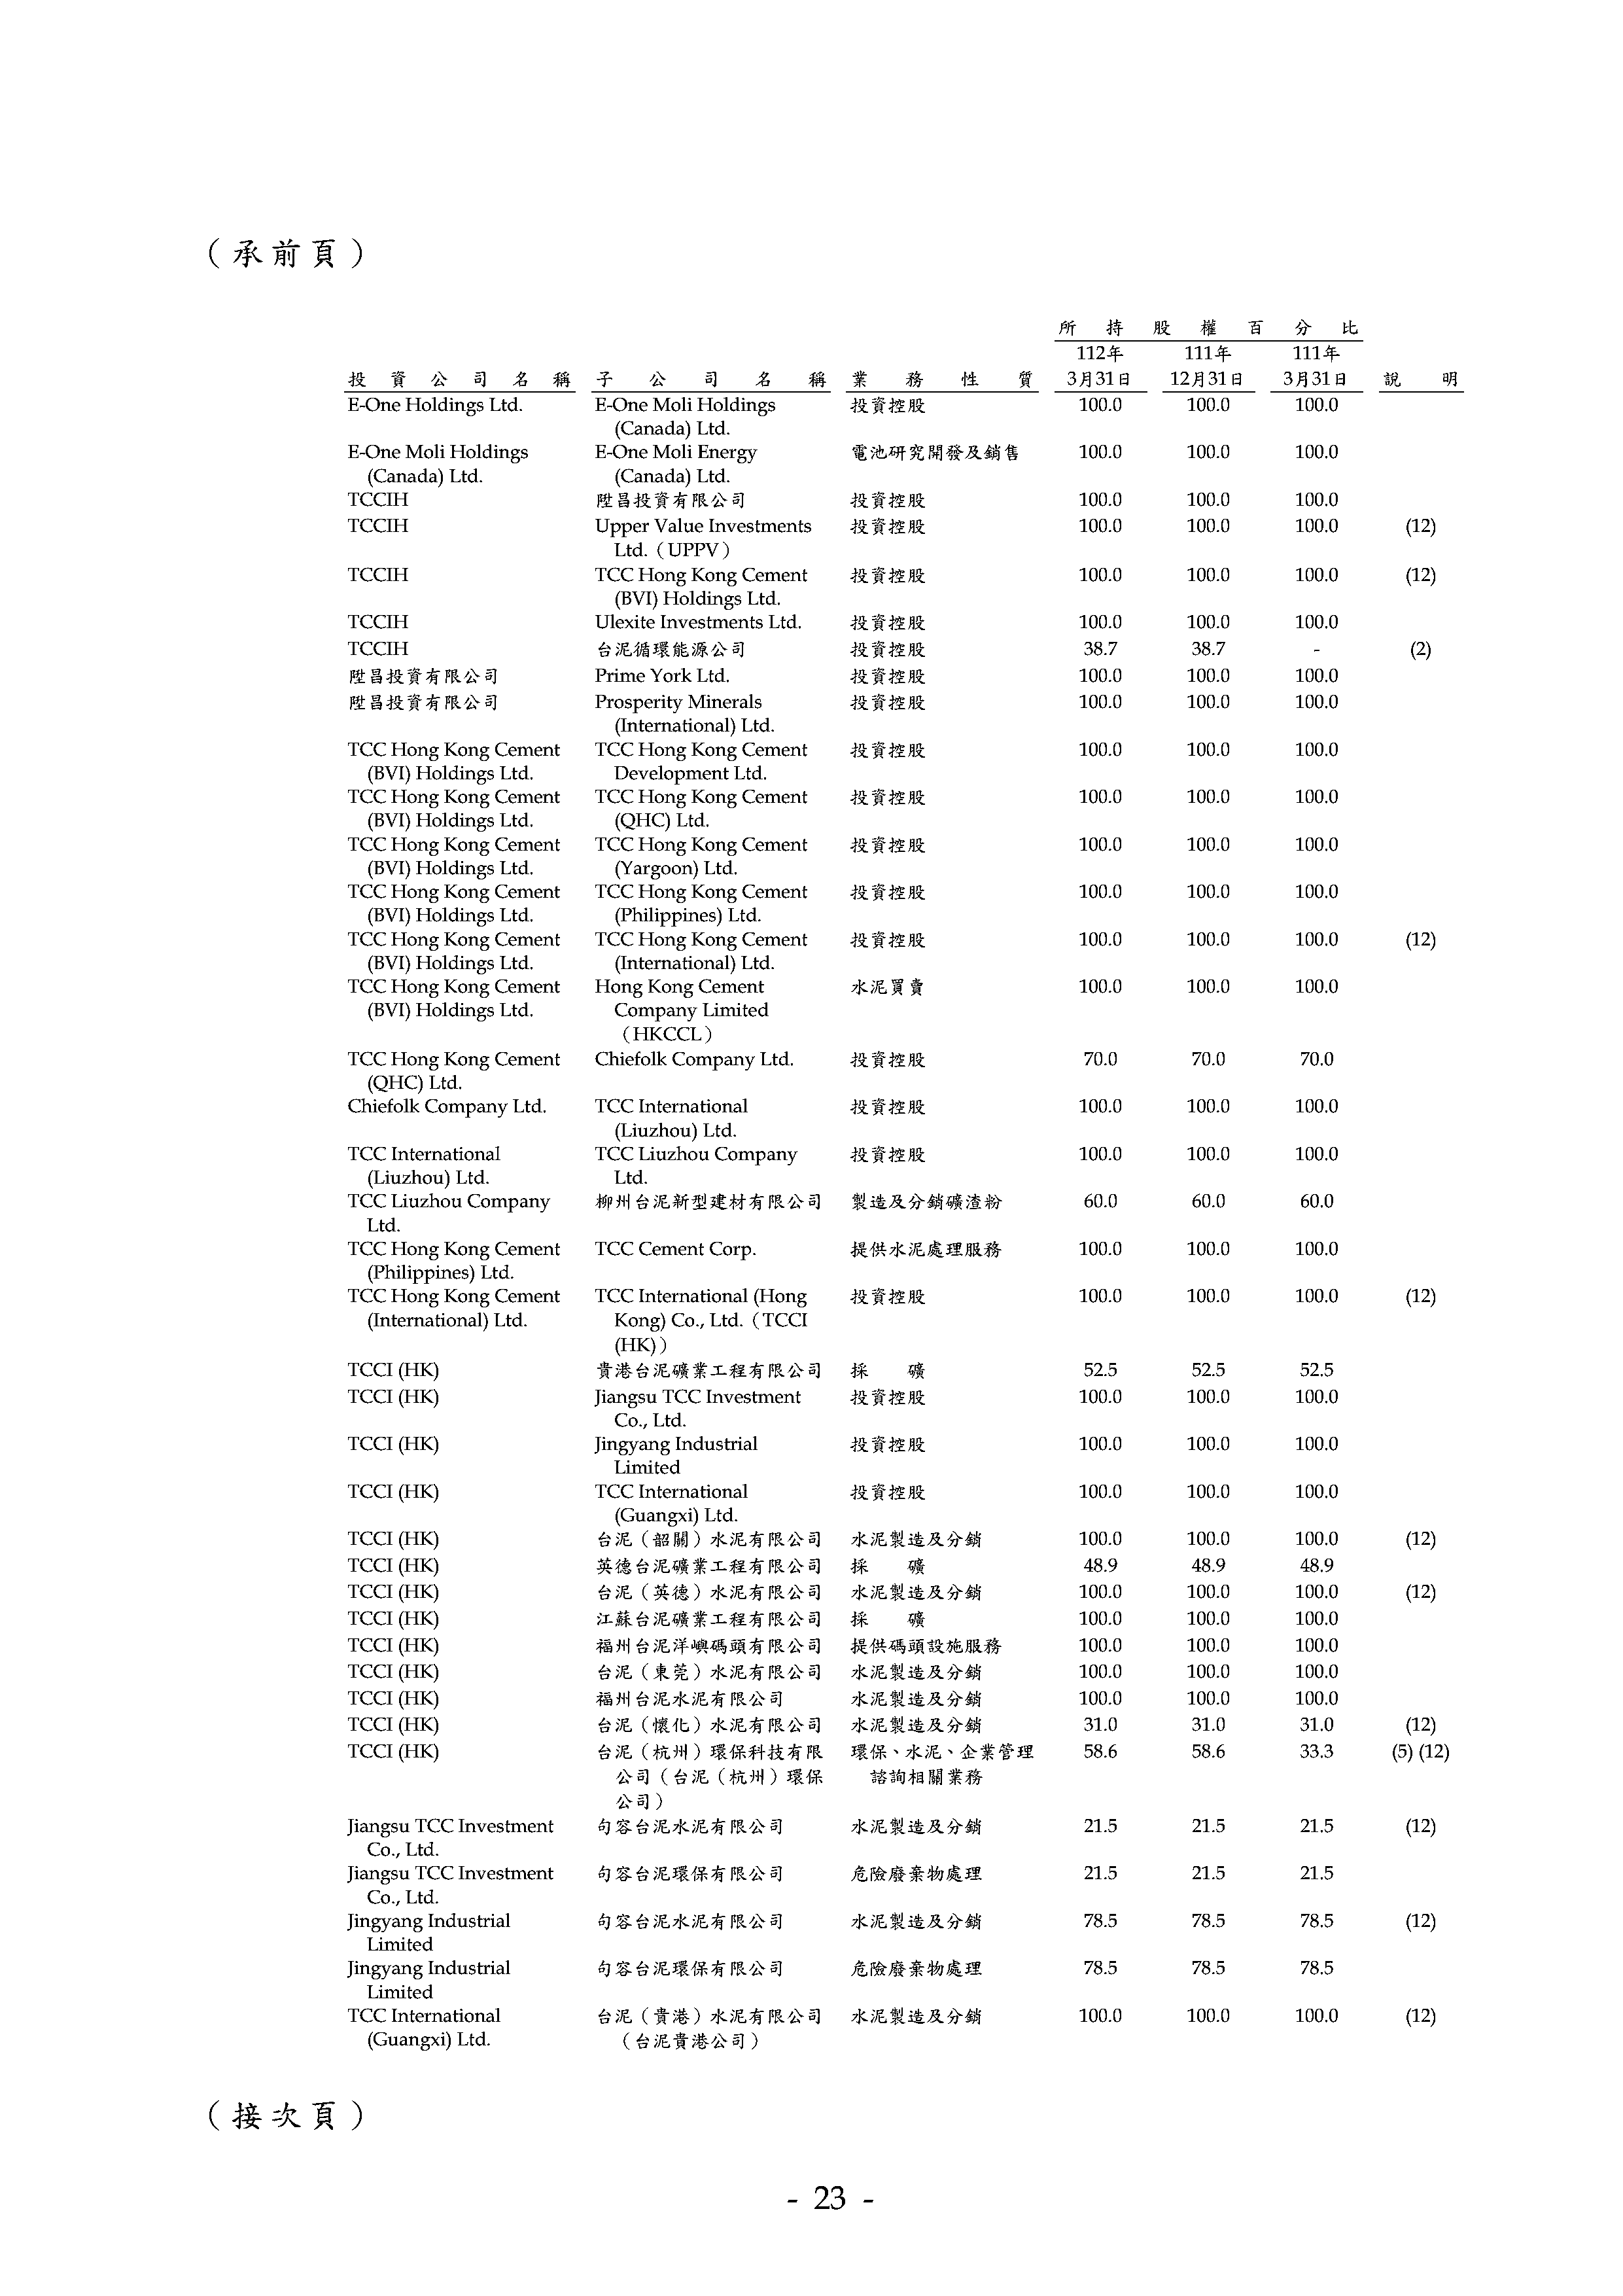 （承前頁）
所持股權百分比
112年 111年 111年
投資公司名稱 子公司名稱 業務性質 3月31日 12月31日 3月31日 說明
E-One Holdings Ltd. E-One Moli Holdings 投資控股 100.0 100.0 100.0
(Canada) Ltd.
E-One Moli Holdings E-One Moli Energy 電池研究開發及銷售 100.0 100.0 100.0
(Canada) Ltd. (Canada) Ltd.
TCCIH 陞昌投資有限公司 投資控股 100.0 100.0 100.0
TCCIH Upper Value Investments 投資控股 100.0 100.0 100.0 (12)
Ltd.（UPPV）
TCCIH TCC Hong Kong Cement 投資控股 100.0 100.0 100.0 (12)
(BVI) Holdings Ltd.
TCCIH Ulexite Investments Ltd. 投資控股 100.0 100.0 100.0
TCCIH 台泥循環能源公司 投資控股 38.7 38.7 - (2)
陞昌投資有限公司 Prime York Ltd. 投資控股 100.0 100.0 100.0
陞昌投資有限公司 Prosperity Minerals 投資控股 100.0 100.0 100.0
(International) Ltd.
TCC Hong Kong Cement TCC Hong Kong Cement 投資控股 100.0 100.0 100.0
(BVI) Holdings Ltd. Development Ltd.
TCC Hong Kong Cement TCC Hong Kong Cement 投資控股 100.0 100.0 100.0
(BVI) Holdings Ltd. (QHC) Ltd.
TCC Hong Kong Cement TCC Hong Kong Cement 投資控股 100.0 100.0 100.0
(BVI) Holdings Ltd. (Yargoon) Ltd.
TCC Hong Kong Cement TCC Hong Kong Cement 投資控股 100.0 100.0 100.0
(BVI) Holdings Ltd. (Philippines) Ltd.
TCC Hong Kong Cement TCC Hong Kong Cement 投資控股 100.0 100.0 100.0 (12)
(BVI) Holdings Ltd. (International) Ltd.
TCC Hong Kong Cement Hong Kong Cement 水泥買賣 100.0 100.0 100.0
(BVI) Holdings Ltd. Company Limited
（HKCCL）
TCC Hong Kong Cement Chiefolk Company Ltd. 投資控股 70.0 70.0 70.0
(QHC) Ltd.
Chiefolk Company Ltd. TCC International 投資控股 100.0 100.0 100.0
(Liuzhou) Ltd.
TCC International TCC Liuzhou Company 投資控股 100.0 100.0 100.0
(Liuzhou) Ltd. Ltd.
TCC Liuzhou Company 柳州台泥新型建材有限公司 製造及分銷礦渣粉 60.0 60.0 60.0
Ltd.
TCC Hong Kong Cement TCC Cement Corp. 提供水泥處理服務 100.0 100.0 100.0
(Philippines) Ltd.
TCC Hong Kong Cement TCC International (Hong 投資控股 100.0 100.0 100.0 (12)
(International) Ltd. Kong) Co., Ltd.（TCCI
(HK)）
TCCI (HK) 貴港台泥礦業工程有限公司 採礦 52.5 52.5 52.5
TCCI (HK) Jiangsu TCC Investment 投資控股 100.0 100.0 100.0
Co., Ltd.
TCCI (HK) Jingyang Industrial 投資控股 100.0 100.0 100.0
Limited
TCCI (HK) TCC International 投資控股 100.0 100.0 100.0
(Guangxi) Ltd.
TCCI (HK) 台泥（韶關）水泥有限公司 水泥製造及分銷 100.0 100.0 100.0 (12)
TCCI (HK) 英德台泥礦業工程有限公司 採礦 48.9 48.9 48.9
TCCI (HK) 台泥（英德）水泥有限公司 水泥製造及分銷 100.0 100.0 100.0 (12)
TCCI (HK) 江蘇台泥礦業工程有限公司 採礦 100.0 100.0 100.0
TCCI (HK) 福州台泥洋嶼碼頭有限公司 提供碼頭設施服務 100.0 100.0 100.0
TCCI (HK) 台泥（東莞）水泥有限公司 水泥製造及分銷 100.0 100.0 100.0
TCCI (HK) 福州台泥水泥有限公司 水泥製造及分銷 100.0 100.0 100.0
TCCI (HK) 台泥（懷化）水泥有限公司 水泥製造及分銷 31.0 31.0 31.0 (12)
TCCI (HK) 台泥（杭州）環保科技有限 環保、水泥、企業管理 58.6 58.6 33.3 (5) (12)
公司（台泥（杭州）環保 諮詢相關業務
公司）
Jiangsu TCC Investment 句容台泥水泥有限公司 水泥製造及分銷 21.5 21.5 21.5 (12)
Co., Ltd.
Jiangsu TCC Investment 句容台泥環保有限公司 危險廢棄物處理 21.5 21.5 21.5
Co., Ltd.
Jingyang Industrial 句容台泥水泥有限公司 水泥製造及分銷 78.5 78.5 78.5 (12)
Limited
Jingyang Industrial 句容台泥環保有限公司 危險廢棄物處理 78.5 78.5 78.5
Limited
TCC International 台泥（貴港）水泥有限公司 水泥製造及分銷 100.0 100.0 100.0 (12)
(Guangxi) Ltd. （台泥貴港公司）
（接次頁）
- 23 -